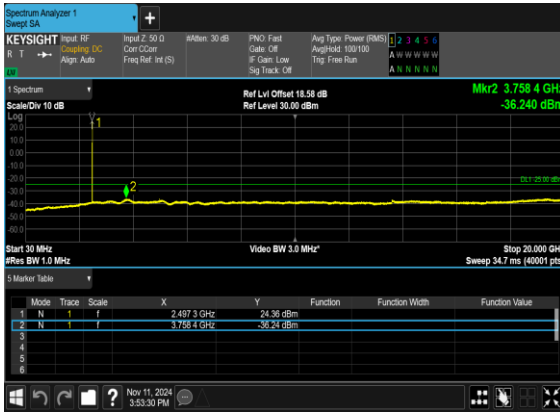 Spectrum Analyzer 1
Swept SA
+
KEYSIGHT Input: RF Input Z: 50 Ω #Atten: 30 dB PNO: Fast Avg Type: Power (RMS) 1 2 3 4 5 6
R T Coupling: DC Corr CCorr Gate: Off Avg|Hold: 100/100 A W W W W W
Align: Auto Freq Ref: Int (S) IF Gain: Low Trig: Free Run
Sig Track: Off A N N N N N
1 Spectrum
Ref Lvl Offset 18.58 dB Mkr2 3.758 4 GHz
Scale/Div 10 dB Ref Level 30.00 dBm -36.240 dBm
Log
20.0
10.0
0.00
-10.0
-20.0
-30.0
-40.0
-50.0
-60.0
1
2
DL1 -25.00 dBm
Start 30 MHz Video BW 3.0 MHz* Stop 20.000 GHz
#Res BW 1.0 MHz Sweep 34.7 ms (40001 pts)
5 Marker Table
Mode Trace Scale X Y Function Function Width Function Value
1 N 1 f 2.497 3 GHz 24.36 dBm
2 N 1 f 3.758 4 GHz -36.24 dBm
3
4
5
6
? Nov 11, 2024
3:53:30 PM